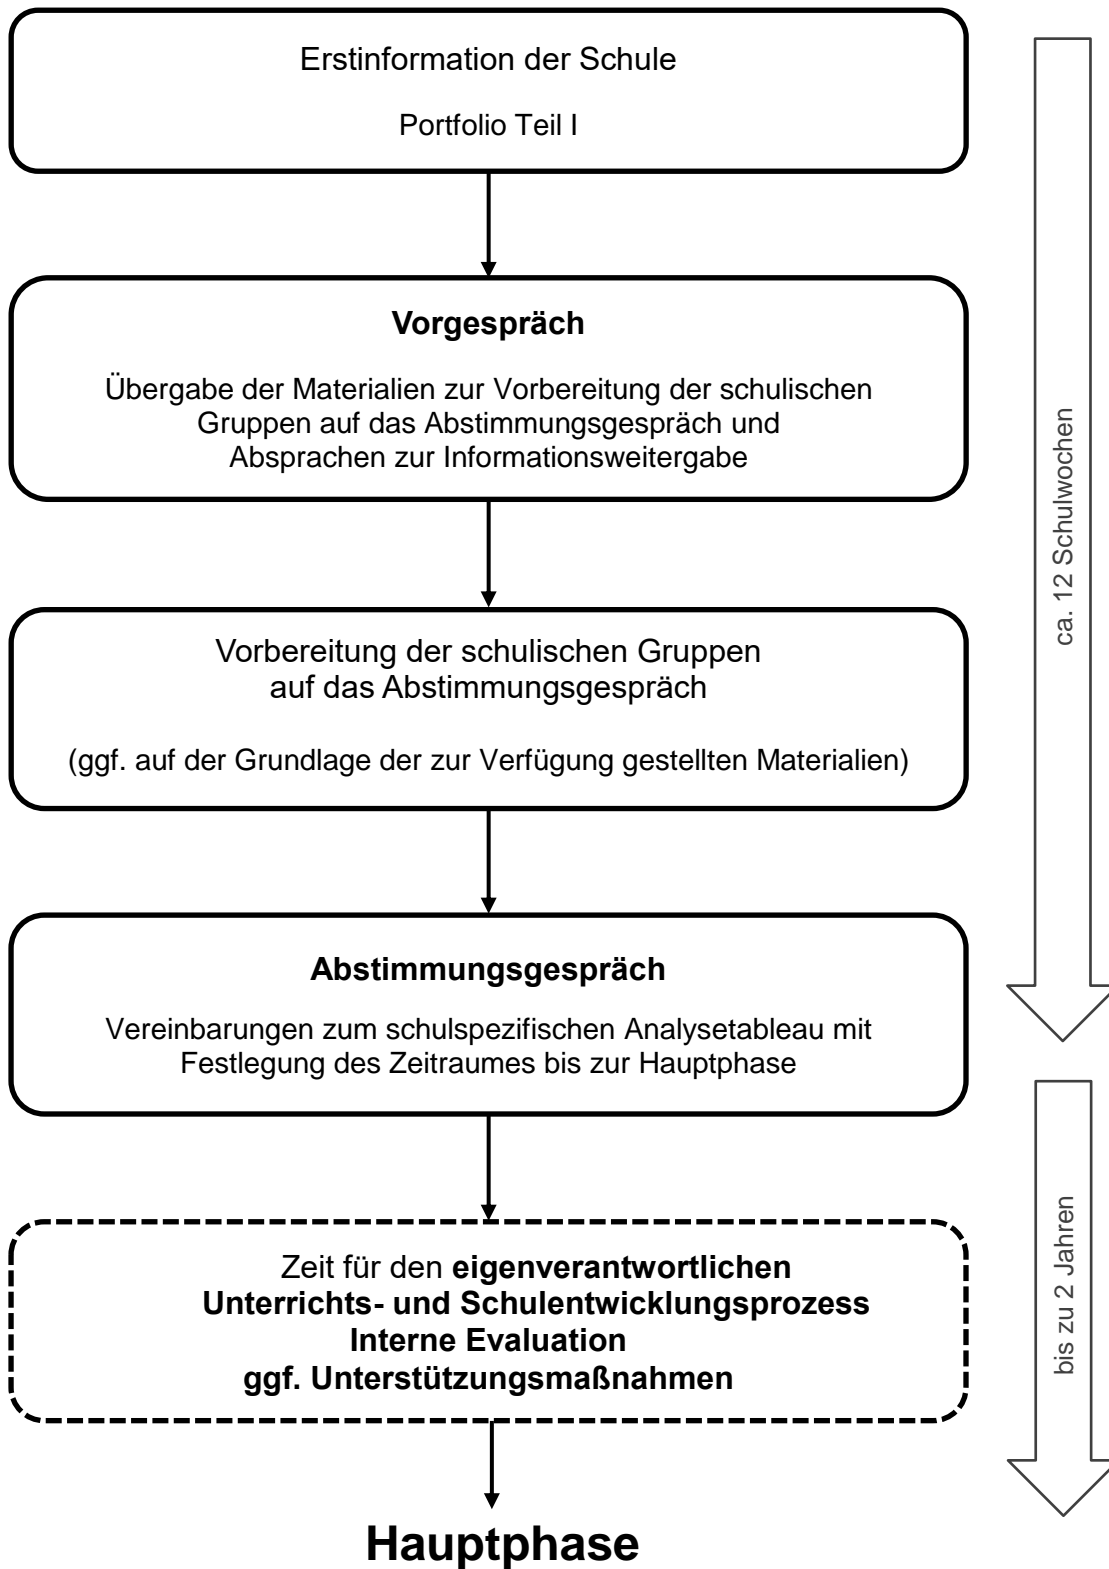 Erstinformation der Schule
Portfolio Teil I
Vorgespräch
Übergabe der Materialien zur Vorbereitung der schulischen
Gruppen auf das Abstimmungsgespräch und
Absprachen zur Informationsweitergabe
Vorbereitung der schulischen Gruppen
auf das Abstimmungsgespräch
(ggf. auf der Grundlage der zur Verfügung gestellten Materialien)
Abstimmungsgespräch
Vereinbarungen zum schulspezifischen Analysetableau mit
Festlegung des Zeitraumes bis zur Hauptphase
Zeit für den eigenverantwortlichen
Unterrichts- und Schulentwicklungsprozess
Interne Evaluation
ggf. Unterstützungsmaßnahmen
Hauptphase
ca. 12 Schulwochen
bis zu 2 Jahren